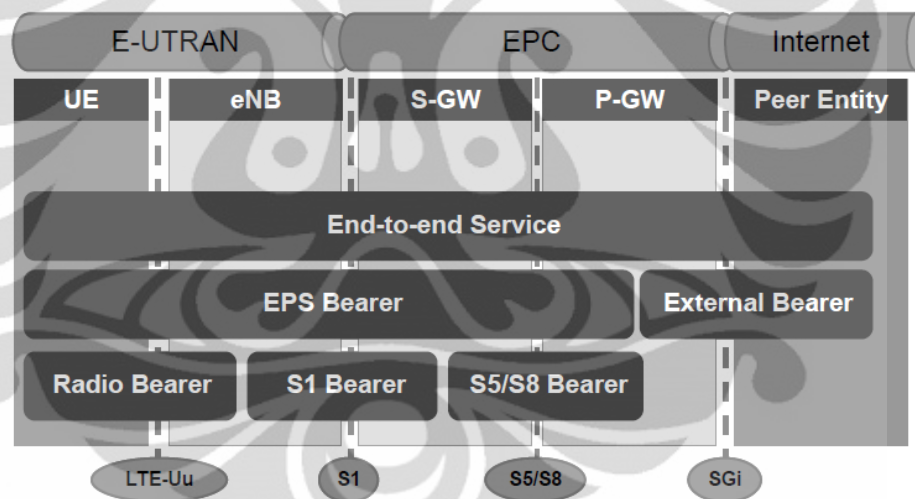 E-UTRAN EPC Internet
UE eNB S-GW P-GW Peer Entity
End-to-end Service
EPS Bearer External Bearer
Radio Bearer S1 Bearer S5/S8 Bearer
LTE-Uu S1 S5/S8 SGi